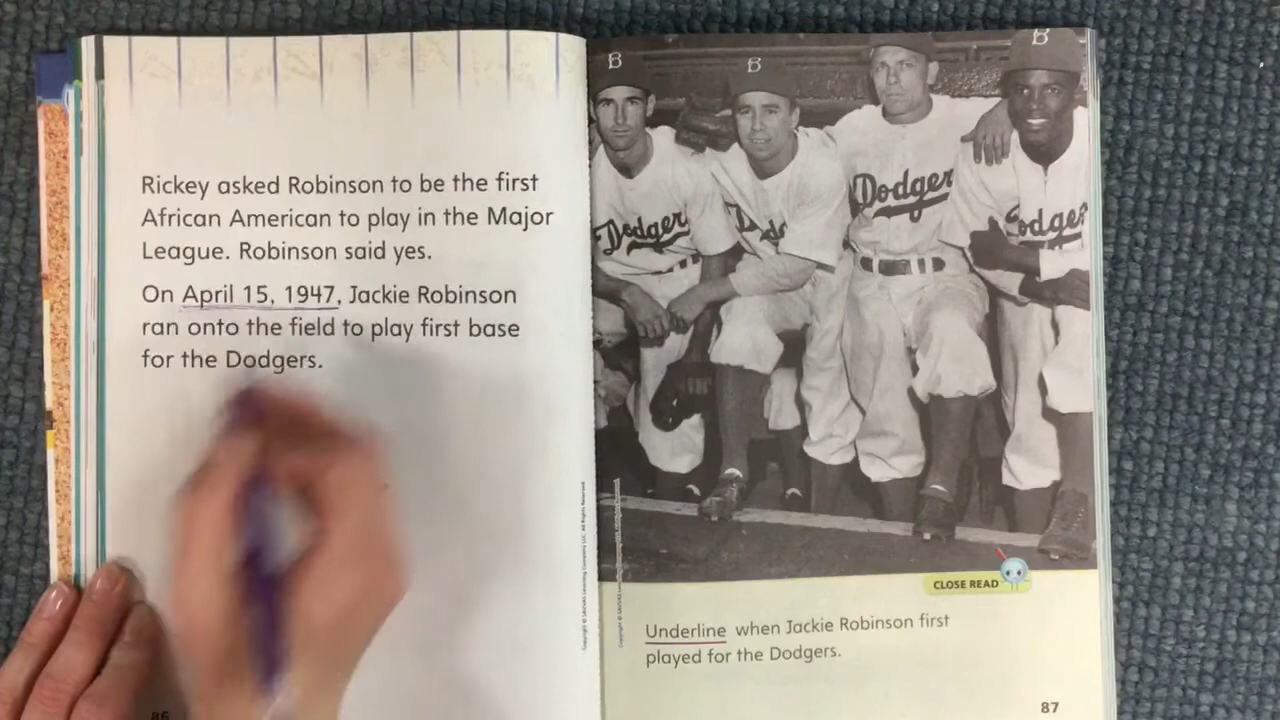 Rickey asked Robinson to be the first
African American to play in the Major
League. Robinson said yes.
On April 15, 1947, Jackie Robinson
ran onto the field to play first base
for the Dodgers.
86
B
B
B
Dodgers
Dodger
CLOSE READ
Underline when Jackie Robinson first
played for the Dodgers.
87